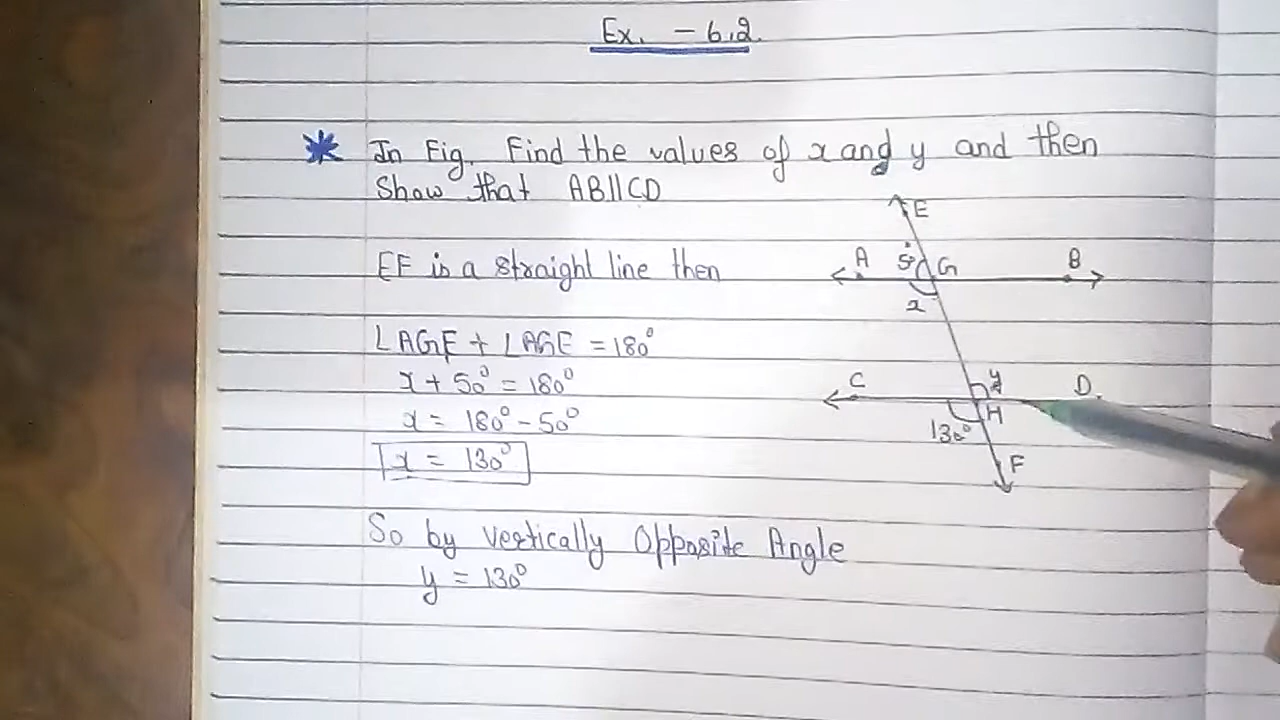 Ex. - 6.2
In Fig. Find the values of x and y and then
Show that AB||CD
E
A 50° G B
x
EF is a straight line then
∠AGF + ∠AGE = 180°
x + 50° = 180°
x = 180° - 50°
x = 130°
C y D
H
130°
F
So by Vertically Opposite Angle
y = 130°